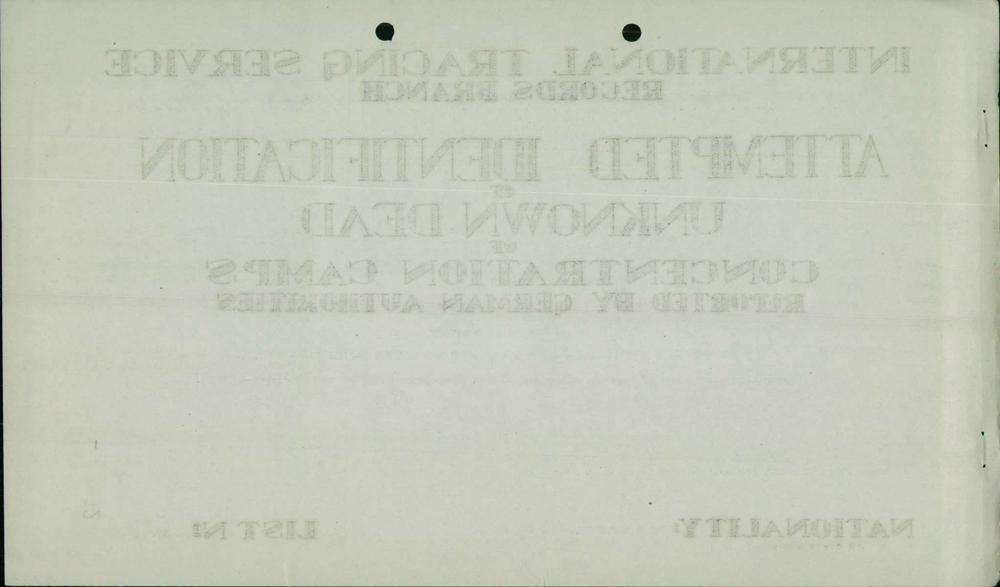 INTERNATIONAL TRACING SERVICE
RECORDS BRANCH
ATTEMPTED IDENTIFICATION
OF
UNKNOWN DEAD
OF
CONCENTRATION CAMPS
REPORTED BY GERMAN AUTHORITIES
NATIONALITY: LIST Nº